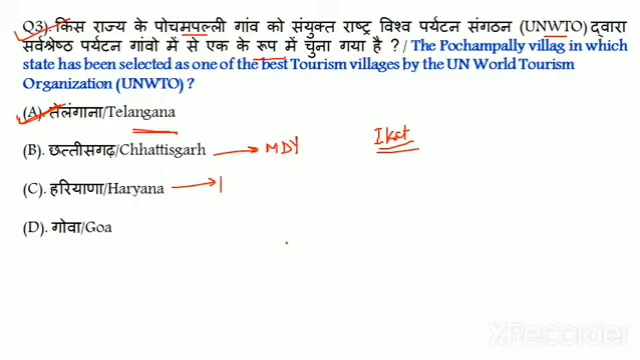 Q3). किस राज्य के पोचमपल्ली गांव को संयुक्त राष्ट्र विश्व पर्यटन संगठन (UNWTO) द्वारा
सर्वश्रेष्ठ पर्यटन गांवो में से एक के रूप में चुना गया है ? / The Pochampally villag in which
state has been selected as one of the best Tourism villages by the UN World Tourism
Organization (UNWTO) ?
(A). तेलंगाना/Telangana
Ikat
(B). छत्तीसगढ़/Chhattisgarh → MDY
(C). हरियाणा/Haryana →
(D). गोवा/Goa
XRecorder